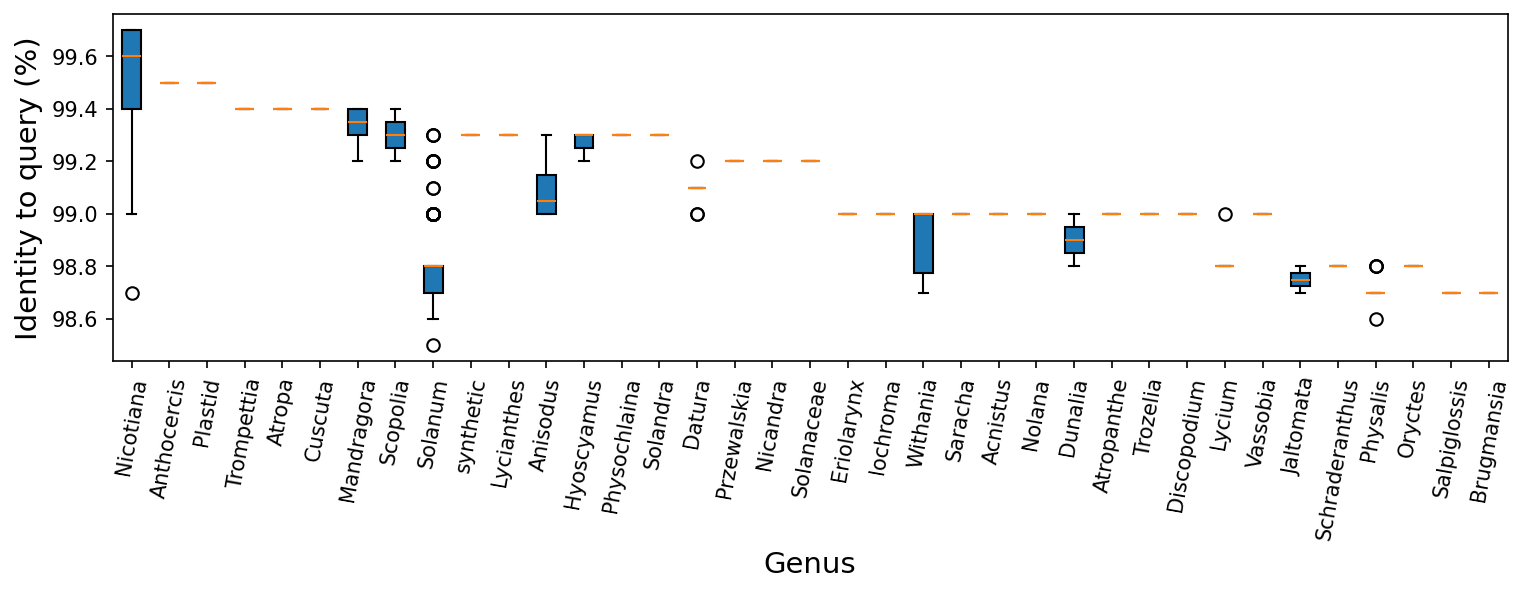 Identity to query (%)
99.6
99.4
99.2
99.0
98.8
98.6
Nicotiana
Anthocercis
Plastid
Trompettia
Atropa
Cuscuta
Mandragora
Scopolia
Solanum
synthetic
Lycianthes
Anisodus
Hyoscyamus
Physochlaina
Solandra
Datura
Przewalskia
Nicandra
Solanaceae
Eriolarynx
Iochroma
Withania
Saracha
Acnistus
Nolana
Dunalia
Atropanthe
Trozelia
Discopodium
Lycium
Vassobia
Jaltomata
Schraderanthus
Physalis
Oryctes
Salpiglossis
Brugmansia
Genus